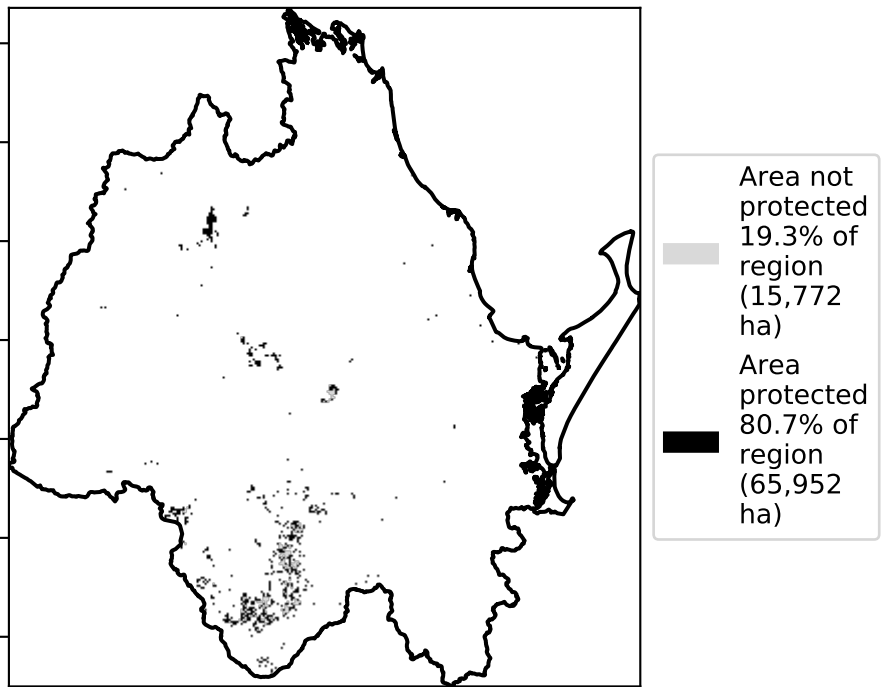 Area not
protected
19.3% of
region
(15,772
ha)
Area
protected
80.7% of
region
(65,952
ha)